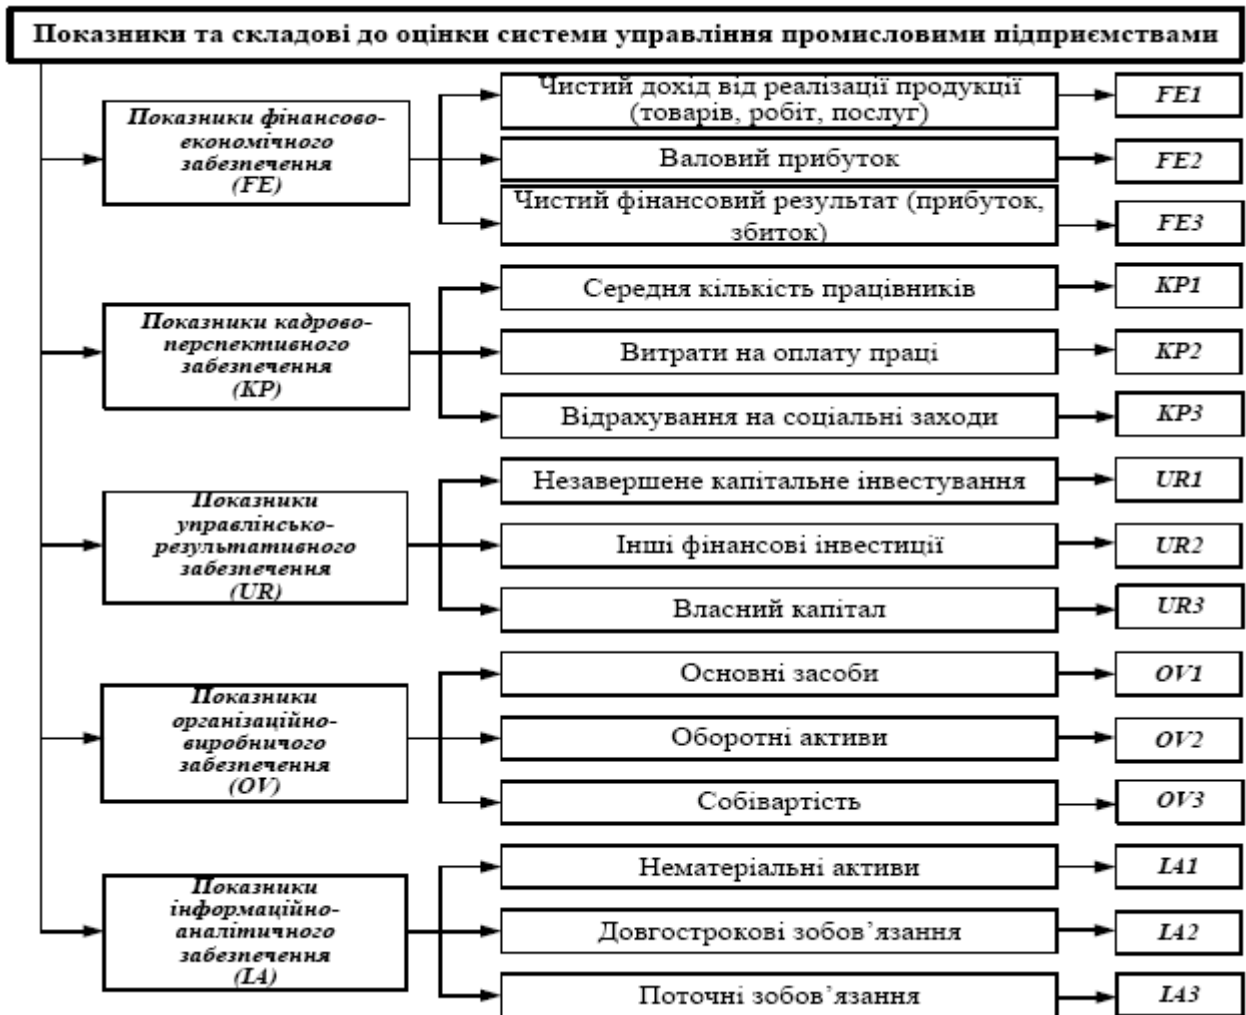 Показники та складові до оцінки системи управління промисловими підприємствами
Показники фінансово-
економічного
забезпечення
(FE)
Чистий дохід від реалізації продукції
(товарів, робіт, послуг)
FE1
Валовий прибуток
FE2
Чистий фінансовий результат (прибуток,
збиток)
FE3
Показники кадрово-
перспективного
забезпечення
(KP)
Середня кількість працівників
KP1
Витрати на оплату праці
KP2
Відрахування на соціальні заходи
KP3
Показники
управлінсько-
результативного
забезпечення
(UR)
Незавершене капітальне інвестування
UR1
Інші фінансові інвестиції
UR2
Власний капітал
UR3
Показники
організаційно-
виробничого
забезпечення
(OV)
Основні засоби
OV1
Оборотні активи
OV2
Собівартість
OV3
Показники
інформаційно-
аналітичного
забезпечення
(IA)
Нематеріальні активи
IA1
Довгострокові зобов’язання
IA2
Поточні зобов’язання
IA3